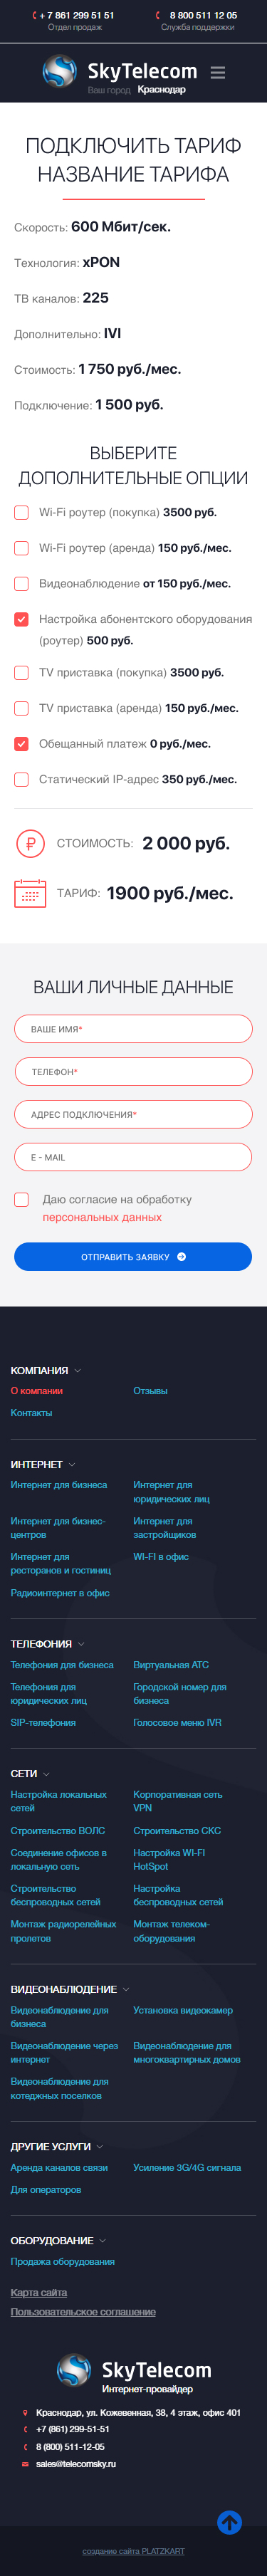 + 7 861 299 51 51
8 800 511 12 05
Отдел продаж
Служба поддержки
SkyTelecom
Ваш город Краснодар
ПОДКЛЮЧИТЬ ТАРИФ
НАЗВАНИЕ ТАРИФА
Скорость: 600 Мбит/сек.
Технология: xPON
ТВ каналов: 225
Дополнительно: IVI
Стоимость: 1 750 руб./мес.
Подключение: 1 500 руб.
ВЫБЕРИТЕ
ДОПОЛНИТЕЛЬНЫЕ ОПЦИИ
Wi-Fi роутер (покупка) 3500 руб.
Wi-Fi роутер (аренда) 150 руб./мес.
Видеонаблюдение от 150 руб./мес.
Настройка абонентского оборудования
(роутер) 500 руб.
TV приставка (покупка) 3500 руб.
TV приставка (аренда) 150 руб./мес.
Обещанный платеж 0 руб./мес.
Статический IP-адрес 350 руб./мес.
СТОИМОСТЬ: 2 000 руб.
ТАРИФ: 1900 руб./мес.
ВАШИ ЛИЧНЫЕ ДАННЫЕ
ВАШЕ ИМЯ*
ТЕЛЕФОН*
АДРЕС ПОДКЛЮЧЕНИЯ*
E - MAIL
Даю согласие на обработку
персональных данных
ОТПРАВИТЬ ЗАЯВКУ
КОМПАНИЯ
О компании
Отзывы
Контакты
ИНТЕРНЕТ
Интернет для бизнеса
Интернет для
юридических лиц
Интернет для бизнес-
центров
Интернет для
застройщиков
Интернет для
ресторанов и гостиниц
WI-FI в офис
Радиоинтернет в офис
ТЕЛЕФОНИЯ
Телефония для бизнеса
Виртуальная АТС
Телефония для
юридических лиц
Городской номер для
бизнеса
SIP-телефония
Голосовое меню IVR
СЕТИ
Настройка локальных
сетей
Корпоративная сеть
VPN
Строительство ВОЛС
Строительство СКС
Соединение офисов в
локальную сеть
Настройка WI-FI
HotSpot
Строительство
беспроводных сетей
Настройка
беспроводных сетей
Монтаж радиорелейных
пролетов
Монтаж телеком-
оборудования
ВИДЕОНАБЛЮДЕНИЕ
Видеонаблюдение для
бизнеса
Установка видеокамер
Видеонаблюдение через
интернет
Видеонаблюдение для
многоквартирных домов
Видеонаблюдение для
котеджных поселков
ДРУГИЕ УСЛУГИ
Аренда каналов связи
Усиление 3G/4G сигнала
Для операторов
ОБОРУДОВАНИЕ
Продажа оборудования
Карта сайта
Пользовательское соглашение
SkyTelecom
Интернет-провайдер
Краснодар, ул. Кожевенная, 38, 4 этаж, офис 401
+7 (861) 299-51-51
8 (800) 511-12-05
sales@telecomsky.ru
создание сайта PLATZKART